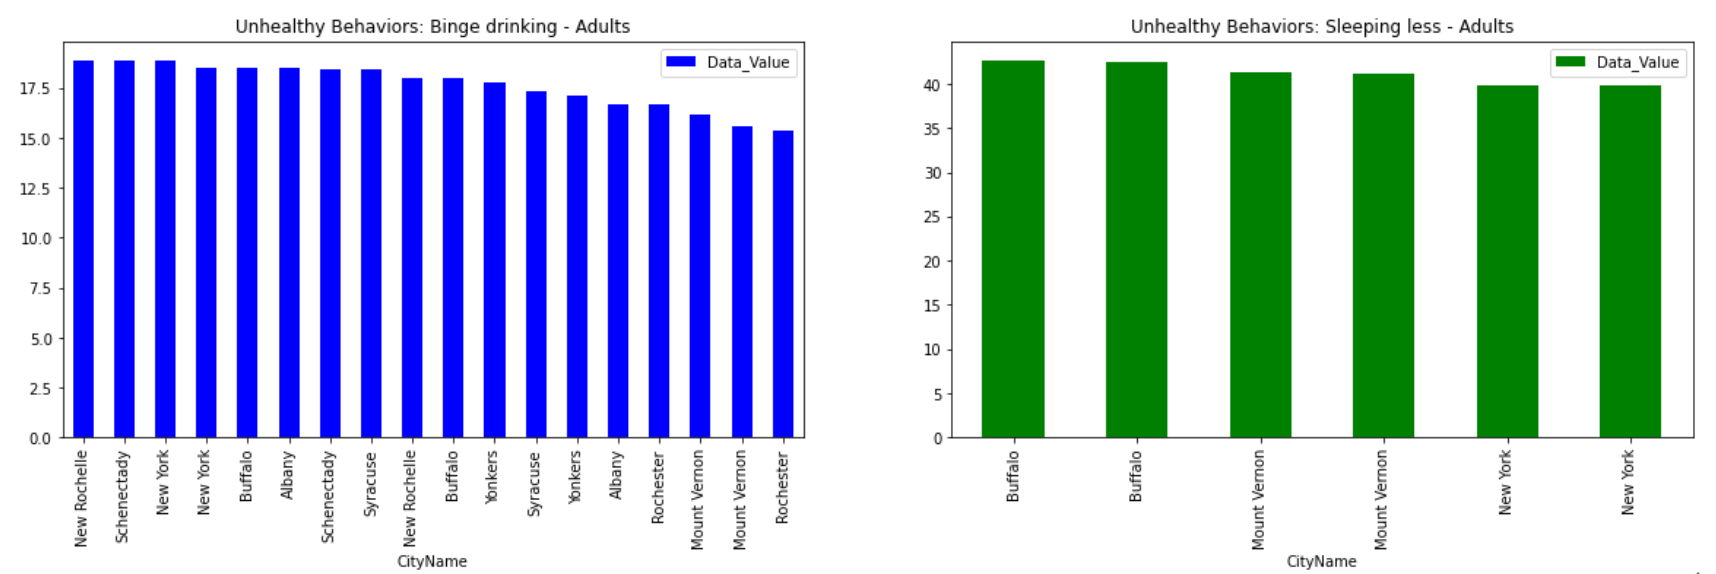 Unhealthy Behaviors: Binge drinking - Adults
Data_Value
17.5
15.0
12.5
10.0
7.5
5.0
2.5
0.0
New Rochelle
Schenectady
New York
New York
Buffalo
Albany
Schenectady
Syracuse
New Rochelle
Buffalo
Yonkers
Syracuse
Yonkers
Albany
Rochester
Mount Vernon
Mount Vernon
Rochester
CityName
Unhealthy Behaviors: Sleeping less - Adults
Data_Value
40
35
30
25
20
15
10
5
0
Buffalo
Buffalo
Mount Vernon
Mount Vernon
New York
New York
CityName